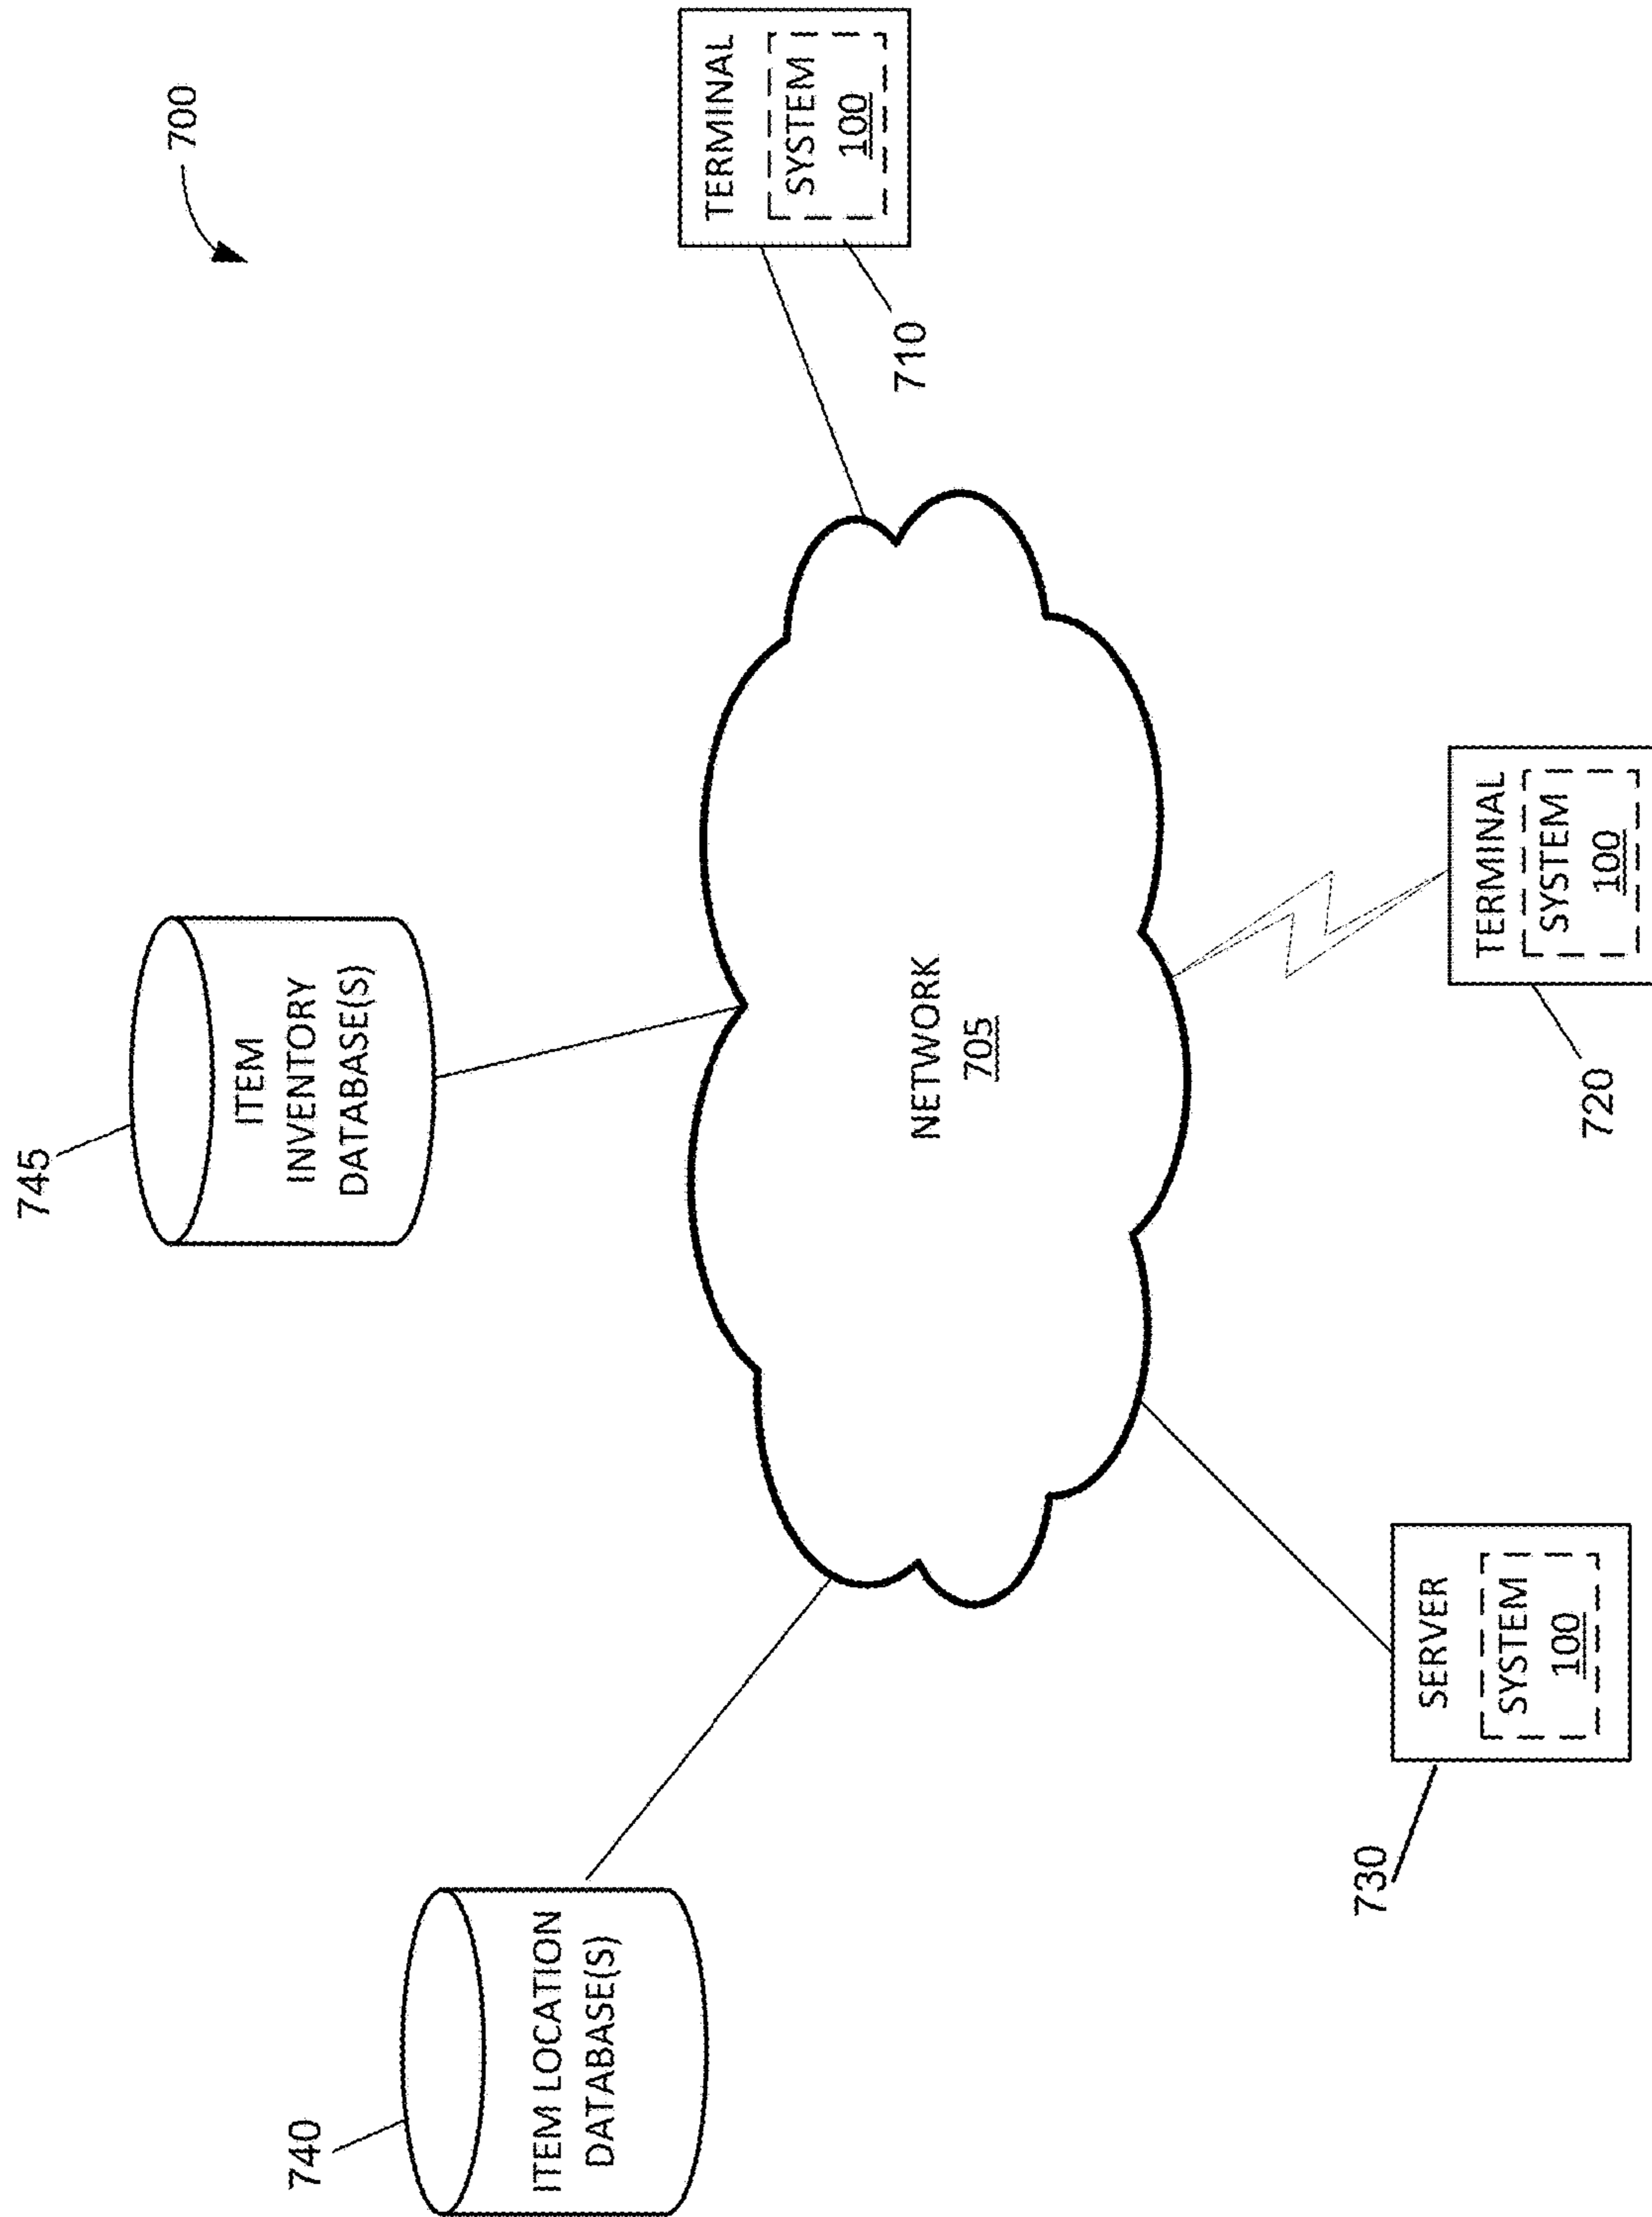 700
745
ITEM
INVENTORY
DATABASE(S)
740
ITEM LOCATION
DATABASE(S)
TERMINAL
SYSTEM
100
710
NETWORK
705
730
SERVER
SYSTEM
100
720
TERMINAL
SYSTEM
100